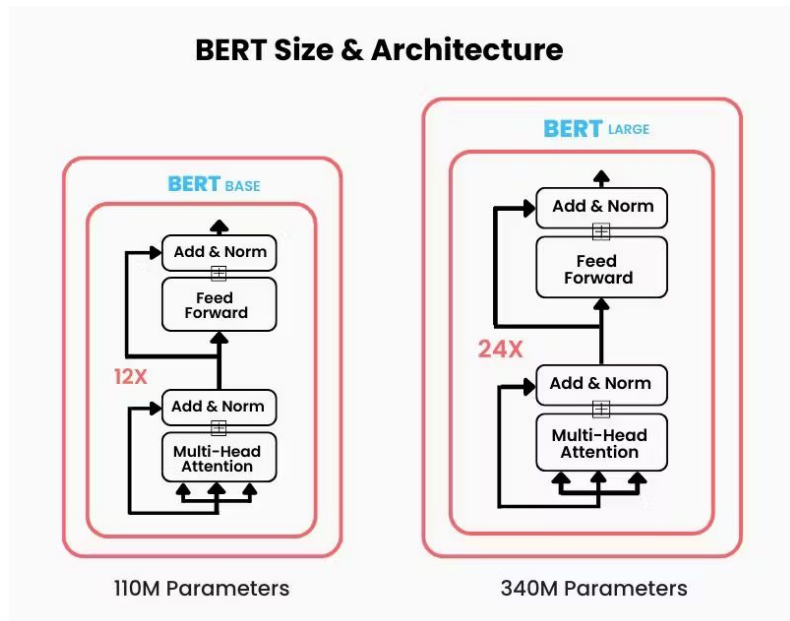 BERT Size & Architecture
BERT BASE
Add & Norm
Feed
Forward
12X
Add & Norm
Multi-Head
Attention
110M Parameters
BERT LARGE
Add & Norm
Feed
Forward
24X
Add & Norm
Multi-Head
Attention
340M Parameters